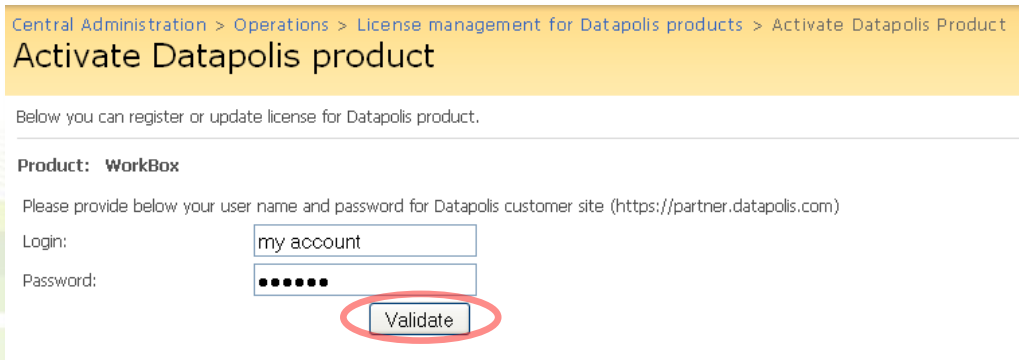 Central Administration > Operations > License management for Datapolis products > Activate Datapolis Product
Activate Datapolis product
Below you can register or update license for Datapolis product.
Product: WorkBox
Please provide below your user name and password for Datapolis customer site (https://partner.datapolis.com)
Login: my account
Password: ●●●●●●
Validate